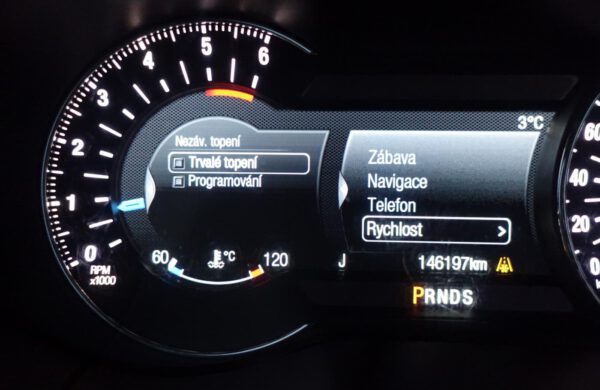 6
5
4
3
2
1
0
RPM
x1000
Nezáv. topení
Trvalé topení
Programování
60 °C 120
3°C
Zábava
Navigace
Telefon
Rychlost >
J 146197km
PRNDS
60
40
20
0